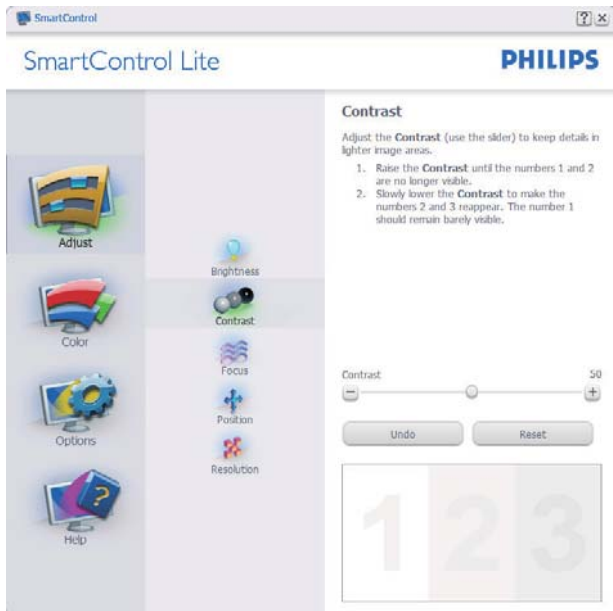 SmartControl
? ×
SmartControl Lite
PHILIPS
Adjust
Color
Options
?
Help
Brightness
Contrast
Focus
Position
Resolution
Contrast
Adjust the Contrast (use the slider) to keep details in
lighter image areas.
1. Raise the Contrast until the numbers 1 and 2
are no longer visible.
2. Slowly lower the Contrast to make the
numbers 2 and 3 reappear. The number 1
should remain barely visible.
Contrast 50
− +
Undo Reset
1 2 3